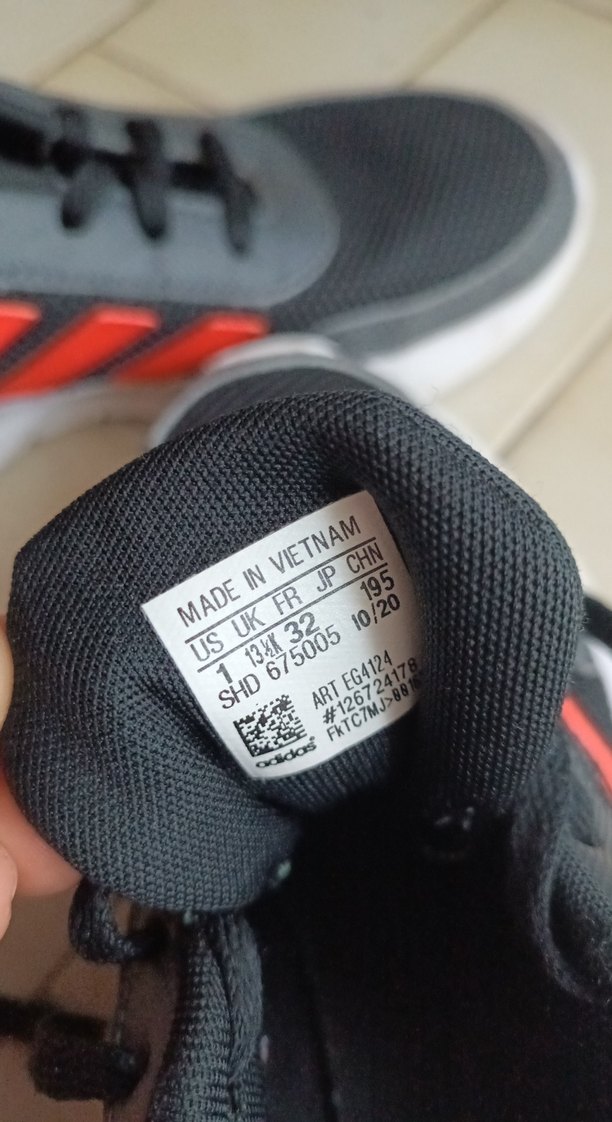 MADE IN VIETNAM
US UK FR JP CHN
1 13½K 32 195
SHD 675005 10/20
ART EG4124
#126724178
adidas